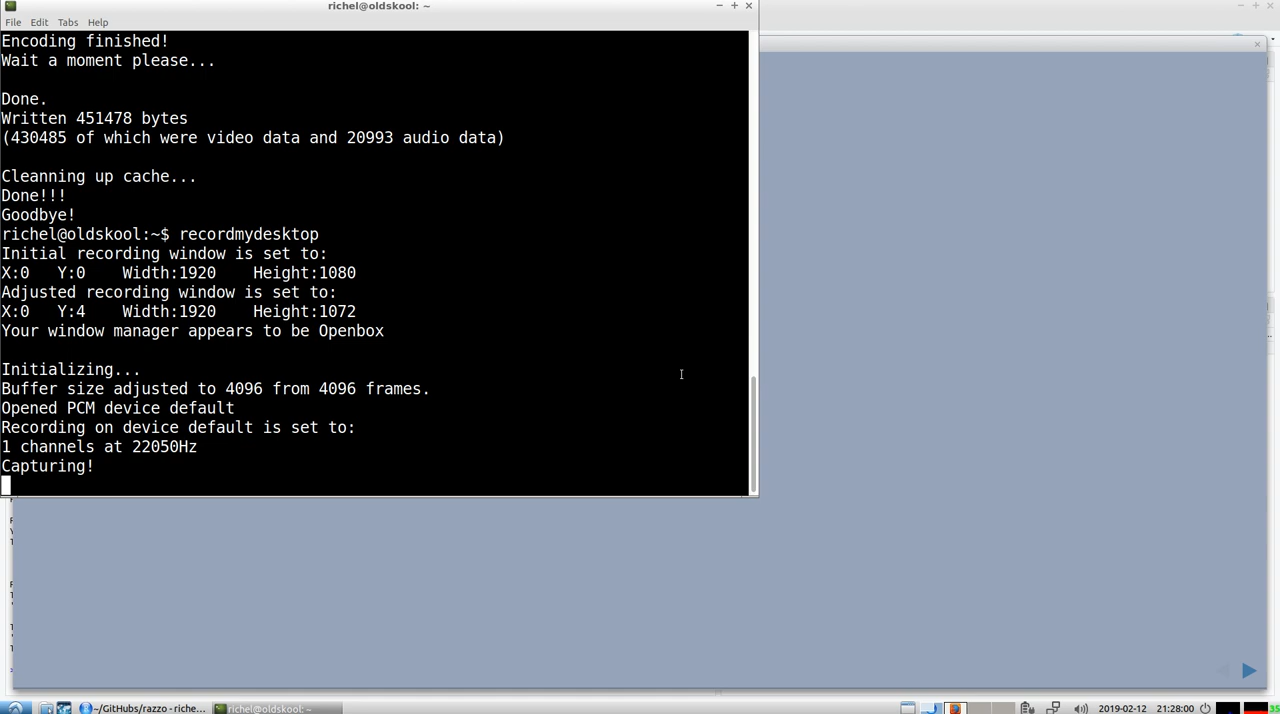 richel@oldskool: ~
File Edit Tabs Help
Encoding finished!
Wait a moment please...
Done.
Written 451478 bytes
(430485 of which were video data and 20993 audio data)
Cleanning up cache...
Done!!!
Goodbye!
richel@oldskool:~$ recordmydesktop
Initial recording window is set to:
X:0 Y:0 Width:1920 Height:1080
Adjusted recording window is set to:
X:0 Y:4 Width:1920 Height:1072
Your window manager appears to be Openbox
Initializing...
Buffer size adjusted to 4096 from 4096 frames.
Opened PCM device default
Recording on device default is set to:
1 channels at 22050Hz
Capturing!
~/GitHubs/razzo - riche... richel@oldskool: ~ 2019-02-12 21:28:00